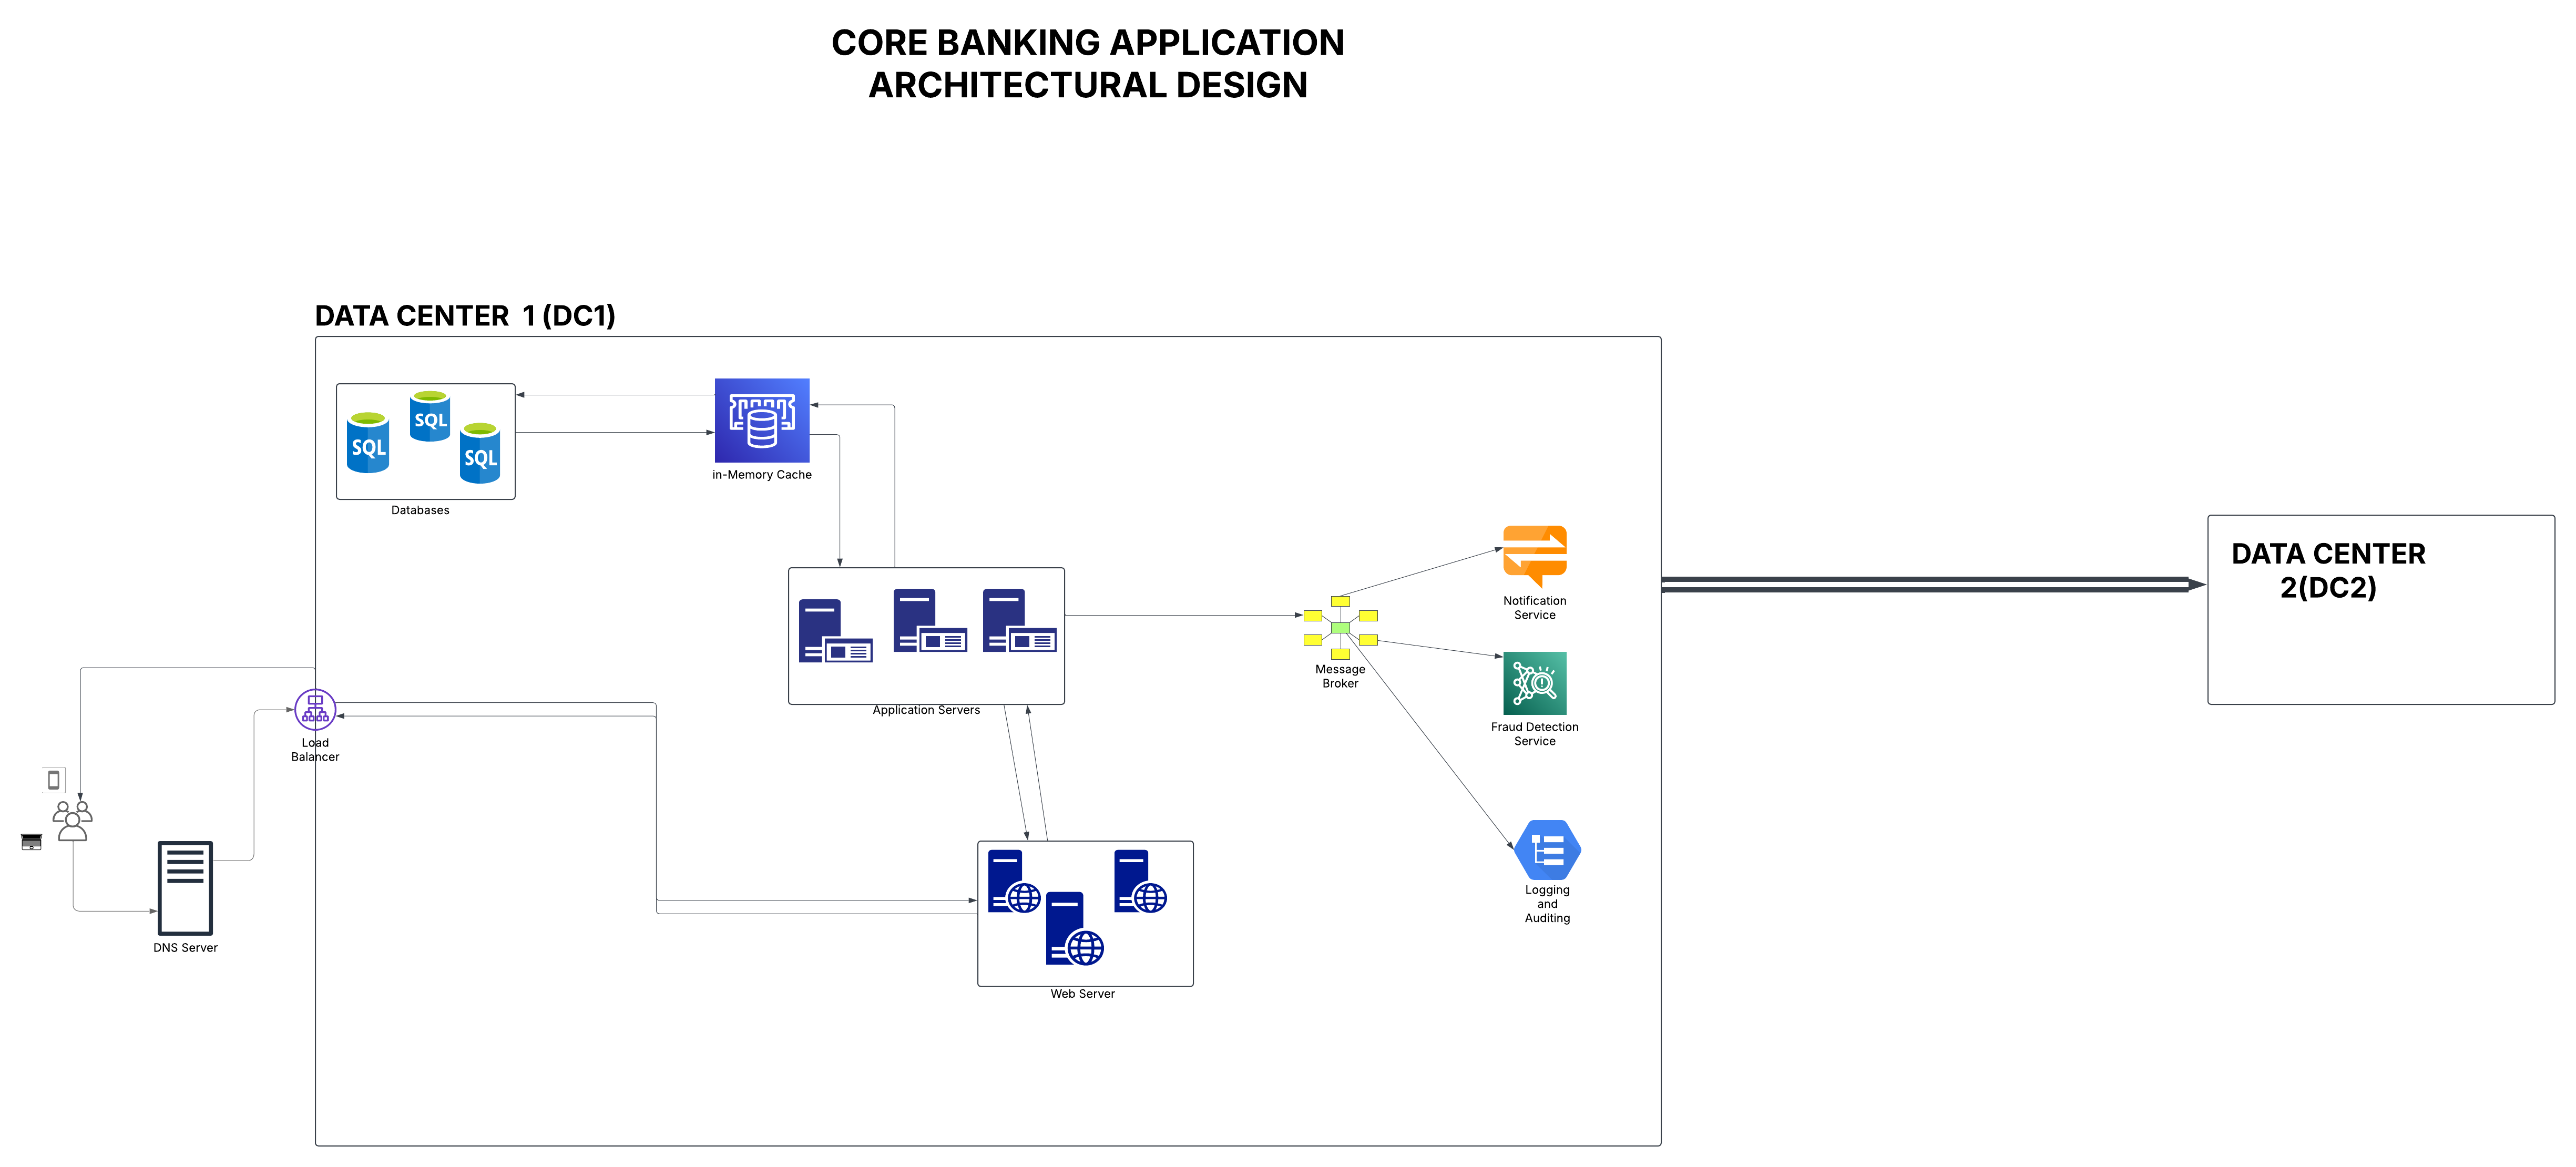 CORE BANKING APPLICATION
ARCHITECTURAL DESIGN
DATA CENTER 1 (DC1)
SQL
SQL
SQL
Databases
in-Memory Cache
Application Servers
Message
Broker
Notification
Service
Fraud Detection
Service
Logging
and
Auditing
Load
Balancer
DNS Server
Web Server
DATA CENTER
2(DC2)